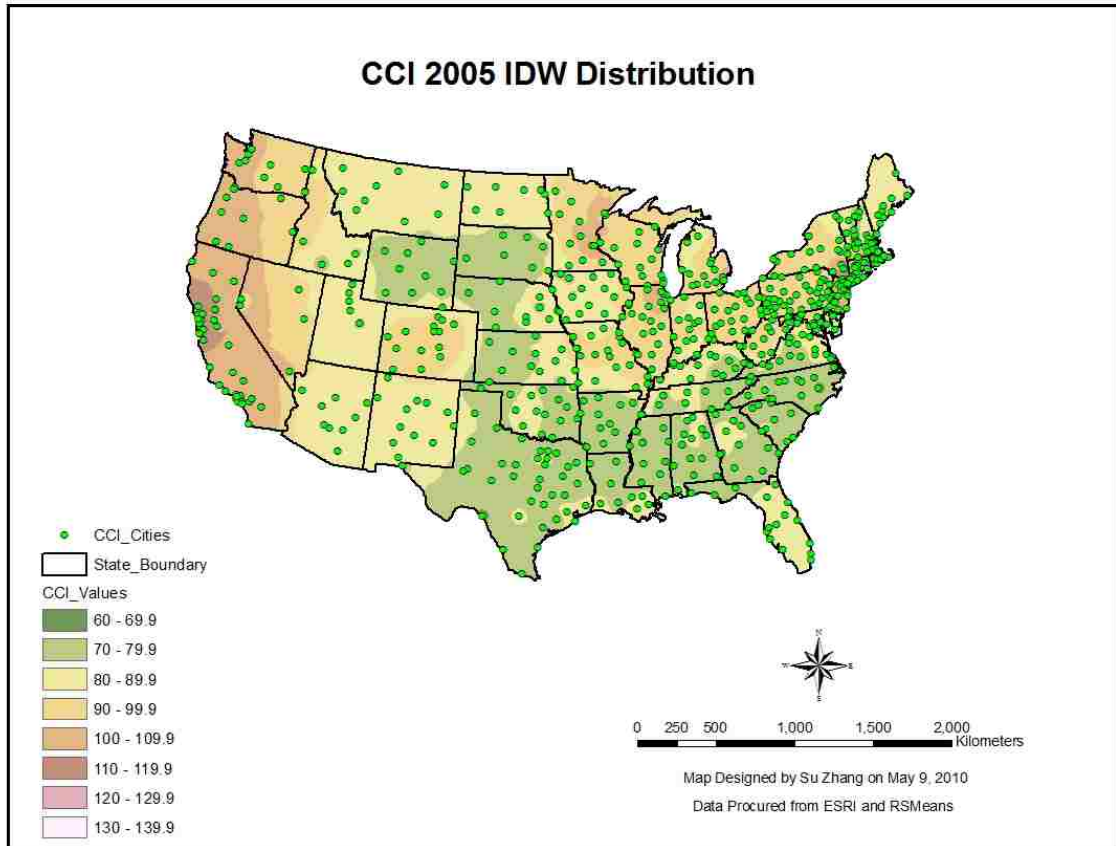 CCI 2005 IDW Distribution
CCI_Cities
State_Boundary
CCI_Values
60 - 69.9
70 - 79.9
80 - 89.9
90 - 99.9
100 - 109.9
110 - 119.9
120 - 129.9
130 - 139.9
N
W E
S
0 250 500 1,000 1,500 2,000
Kilometers
Map Designed by Su Zhang on May 9, 2010
Data Procured from ESRI and RSMeans